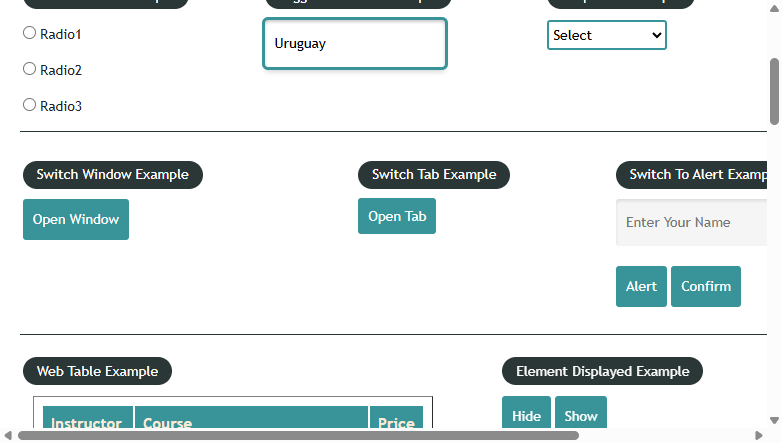 Radio1
Radio2
Radio3
Uruguay
Select
Switch Window Example
Open Window
Switch Tab Example
Open Tab
Switch To Alert Examp
Enter Your Name
Alert
Confirm
Web Table Example
Instructor
Course
Price
Element Displayed Example
Hide
Show